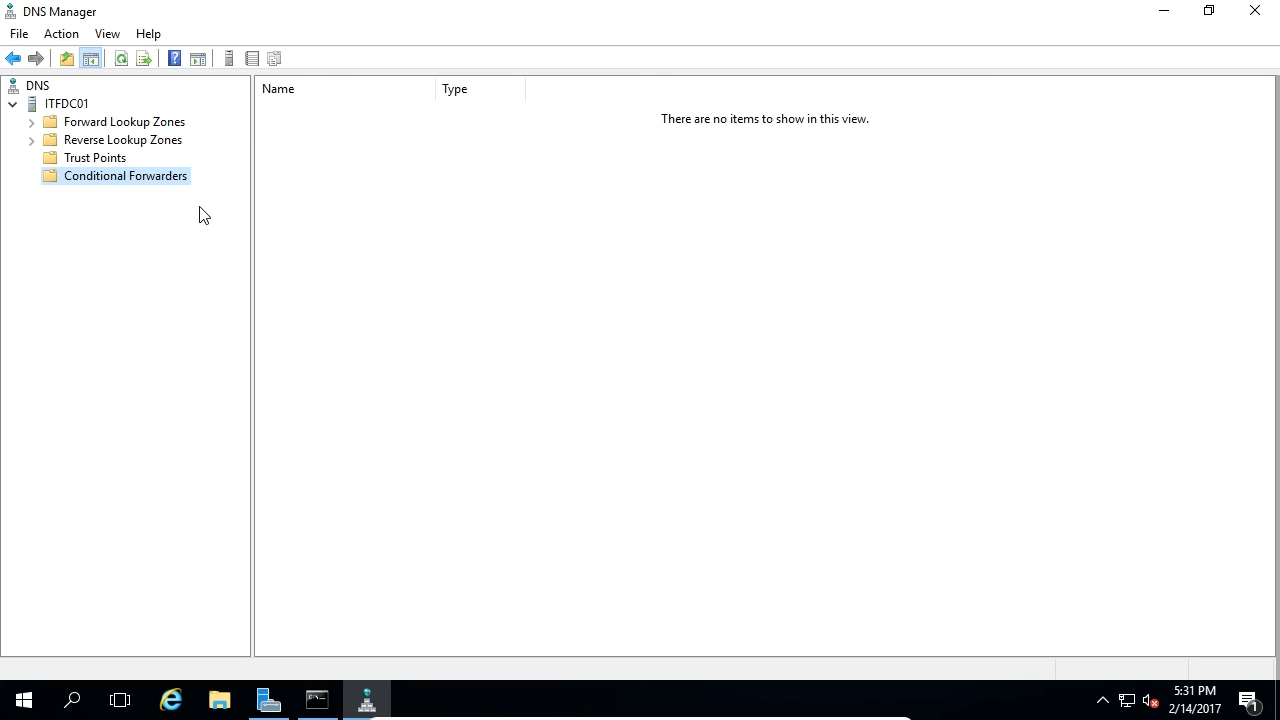 DNS Manager
File Action View Help
DNS
ITFDC01
Forward Lookup Zones
Reverse Lookup Zones
Trust Points
Conditional Forwarders
Name Type
There are no items to show in this view.
5:31 PM
2/14/2017
1